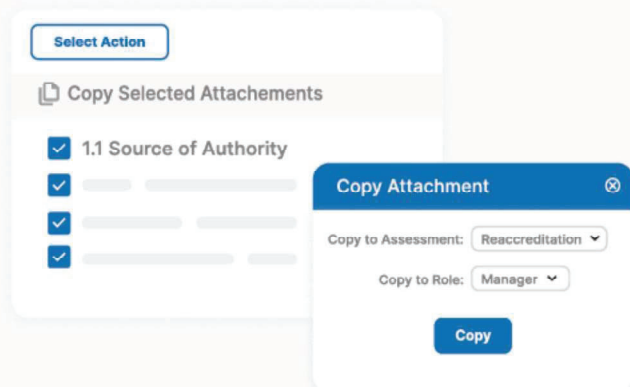 Select Action
Copy Selected Attachements
1.1 Source of Authority
Copy Attachment
Copy to Assessment: Reaccreditation
Copy to Role: Manager
Copy